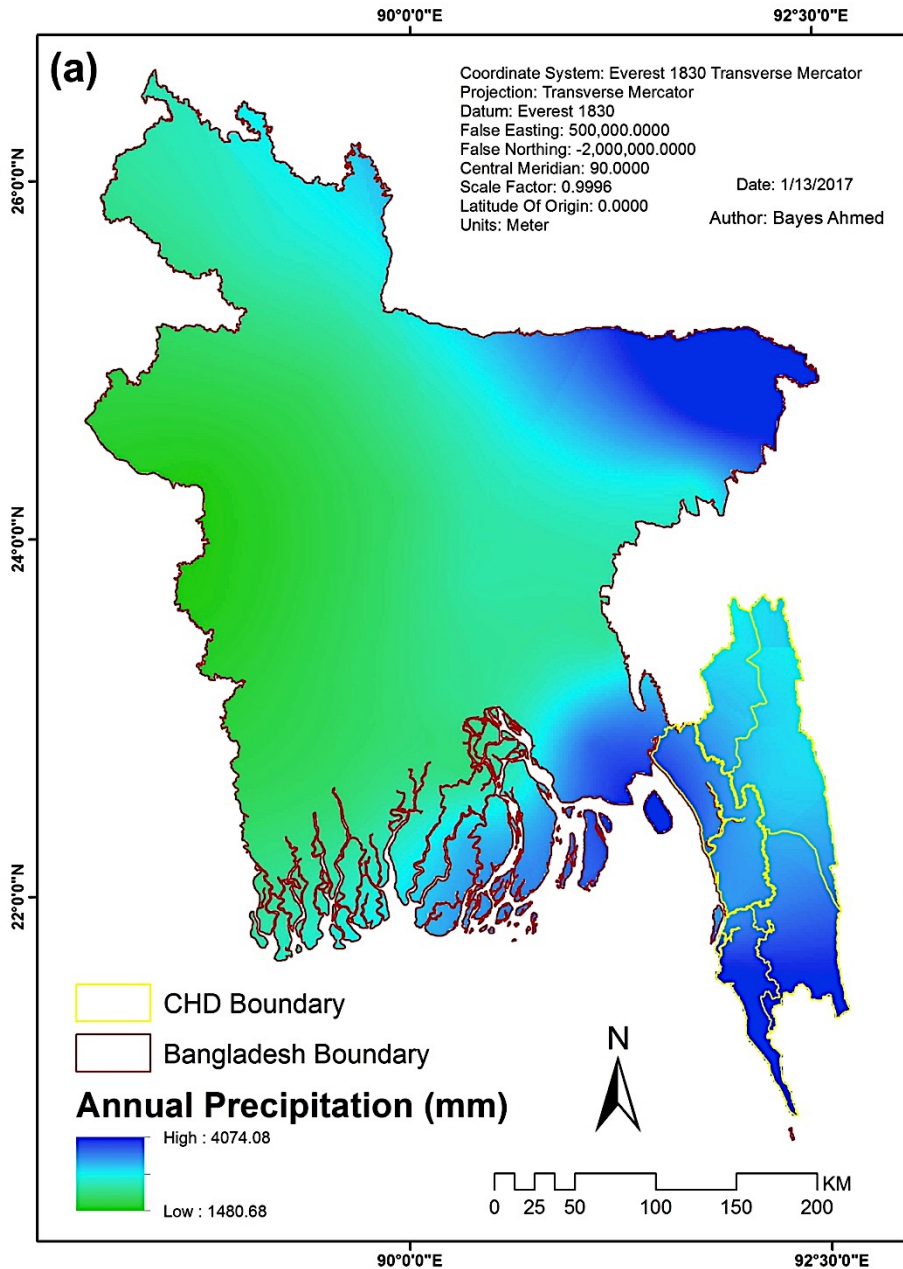 90°0'0"E
92°30'0"E
(a)
Coordinate System: Everest 1830 Transverse Mercator
Projection: Transverse Mercator
Datum: Everest 1830
False Easting: 500,000.0000
False Northing: -2,000,000.0000
Central Meridian: 90.0000
Scale Factor: 0.9996
Latitude Of Origin: 0.0000
Units: Meter
Date: 1/13/2017
Author: Bayes Ahmed
26°0'0"N
24°0'0"N
22°0'0"N
CHD Boundary
Bangladesh Boundary
Annual Precipitation (mm)
High : 4074.08
Low : 1480.68
N
KM
0 25 50 100 150 200
90°0'0"E
92°30'0"E